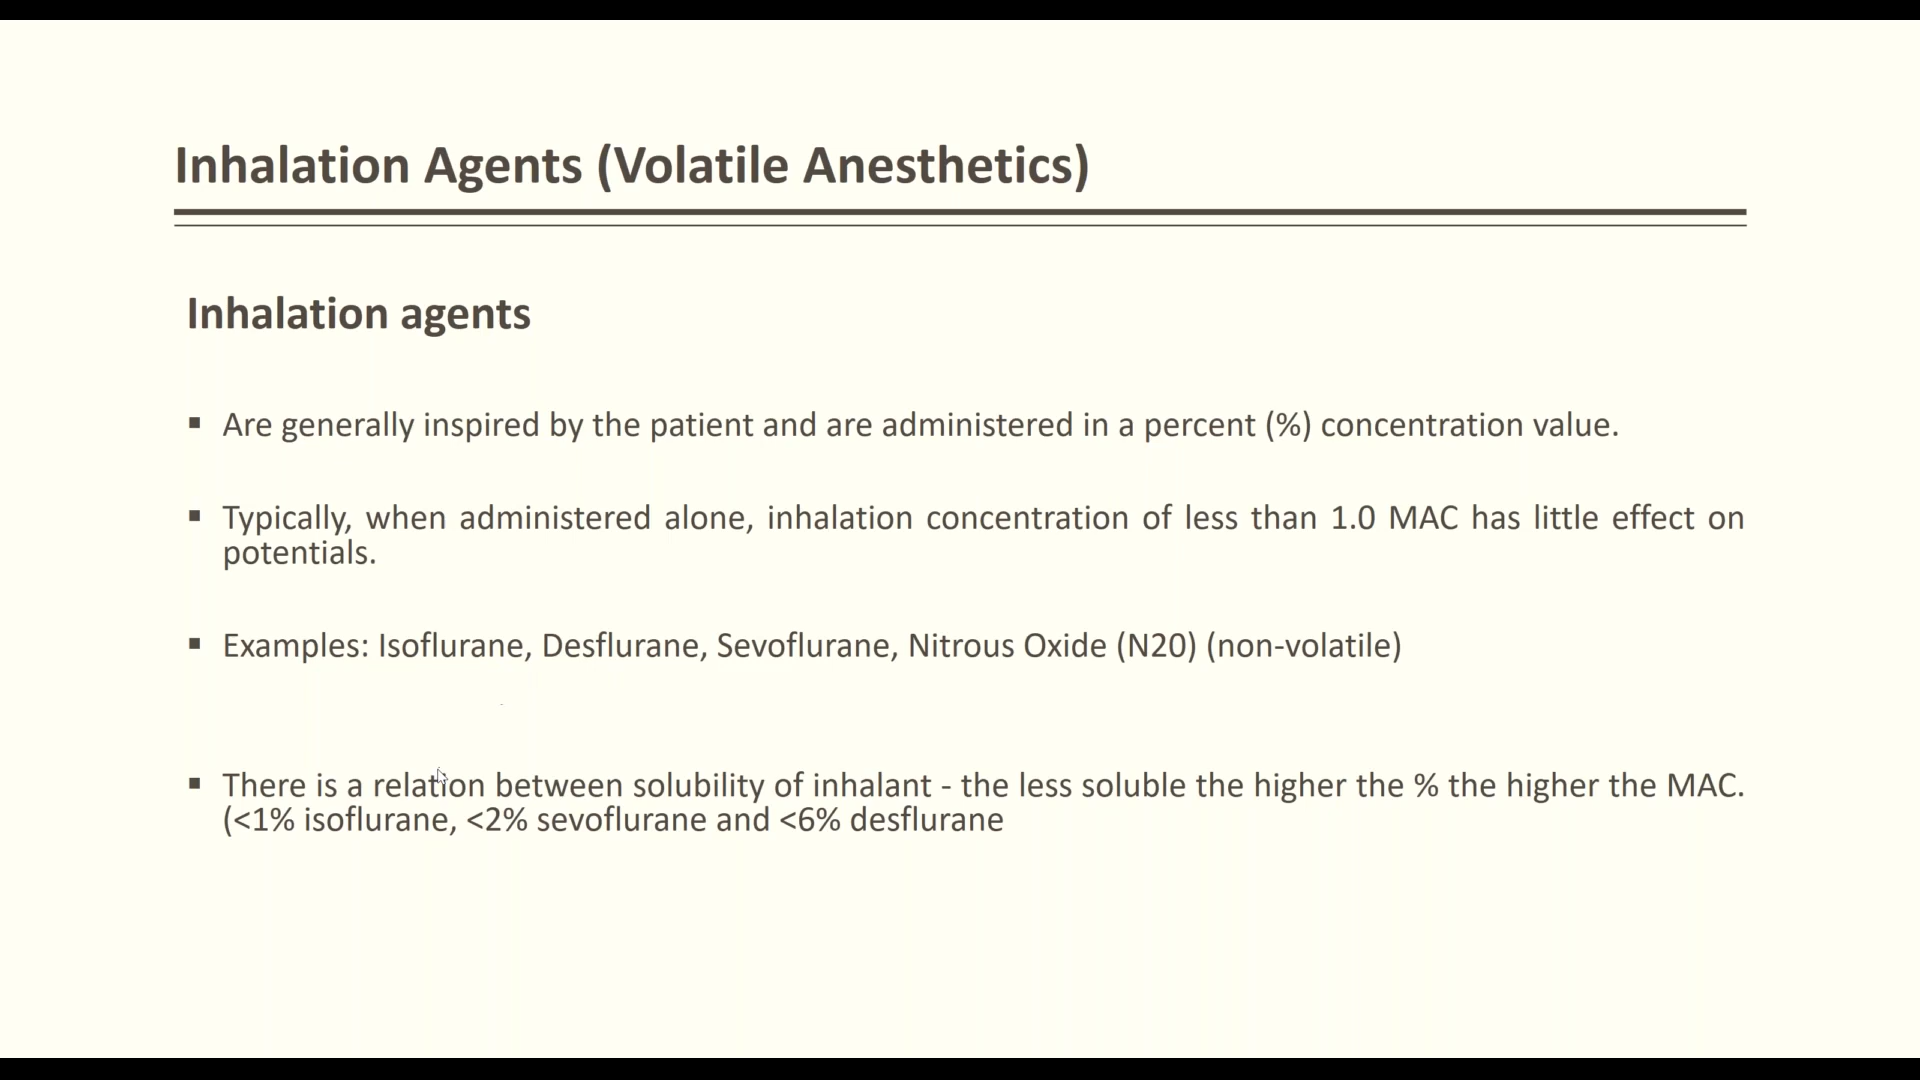 Inhalation Agents (Volatile Anesthetics)
Inhalation agents
▪ Are generally inspired by the patient and are administered in a percent (%) concentration value.
▪ Typically, when administered alone, inhalation concentration of less than 1.0 MAC has little effect on
potentials.
▪ Examples: Isoflurane, Desflurane, Sevoflurane, Nitrous Oxide (N20) (non-volatile)
▪ There is a relation between solubility of inhalant - the less soluble the higher the % the higher the MAC.
(<1% isoflurane, <2% sevoflurane and <6% desflurane